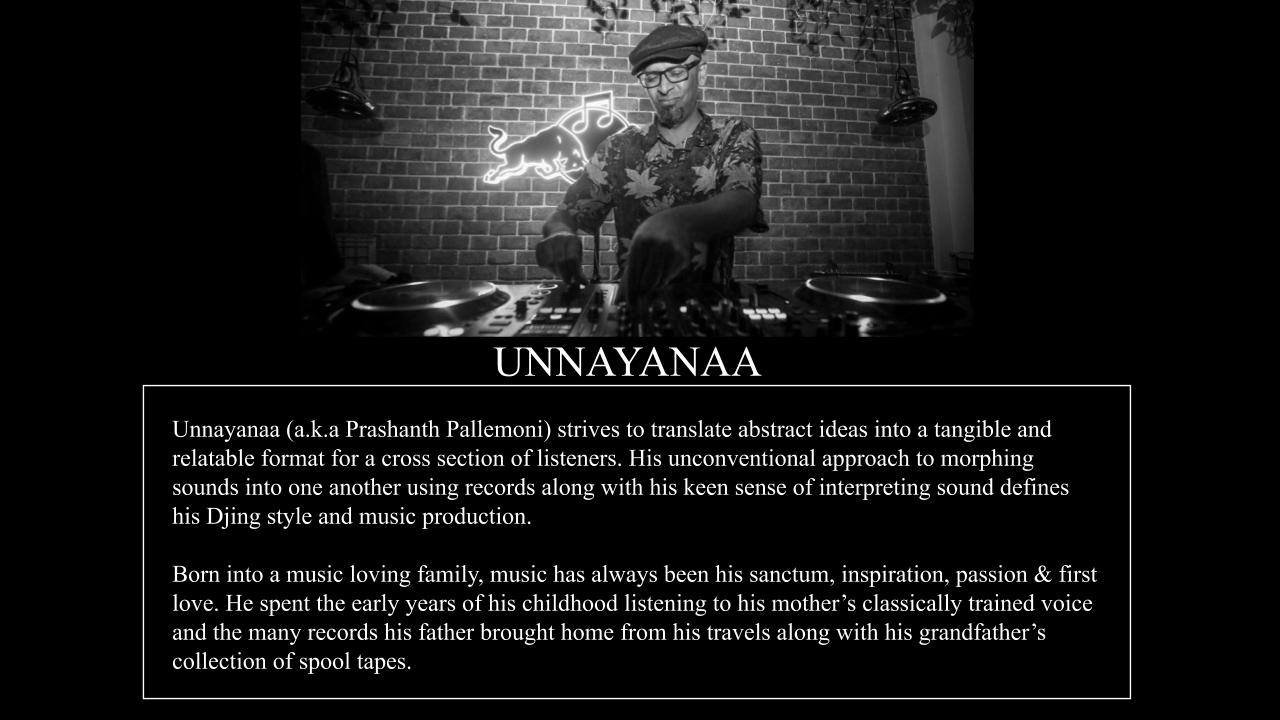 UNNAYANAA
Unnayanaa (a.k.a Prashanth Pallemoni) strives to translate abstract ideas into a tangible and
relatable format for a cross section of listeners. His unconventional approach to morphing
sounds into one another using records along with his keen sense of interpreting sound defines
his Djing style and music production.
Born into a music loving family, music has always been his sanctum, inspiration, passion & first
love. He spent the early years of his childhood listening to his mother’s classically trained voice
and the many records his father brought home from his travels along with his grandfather’s
collection of spool tapes.